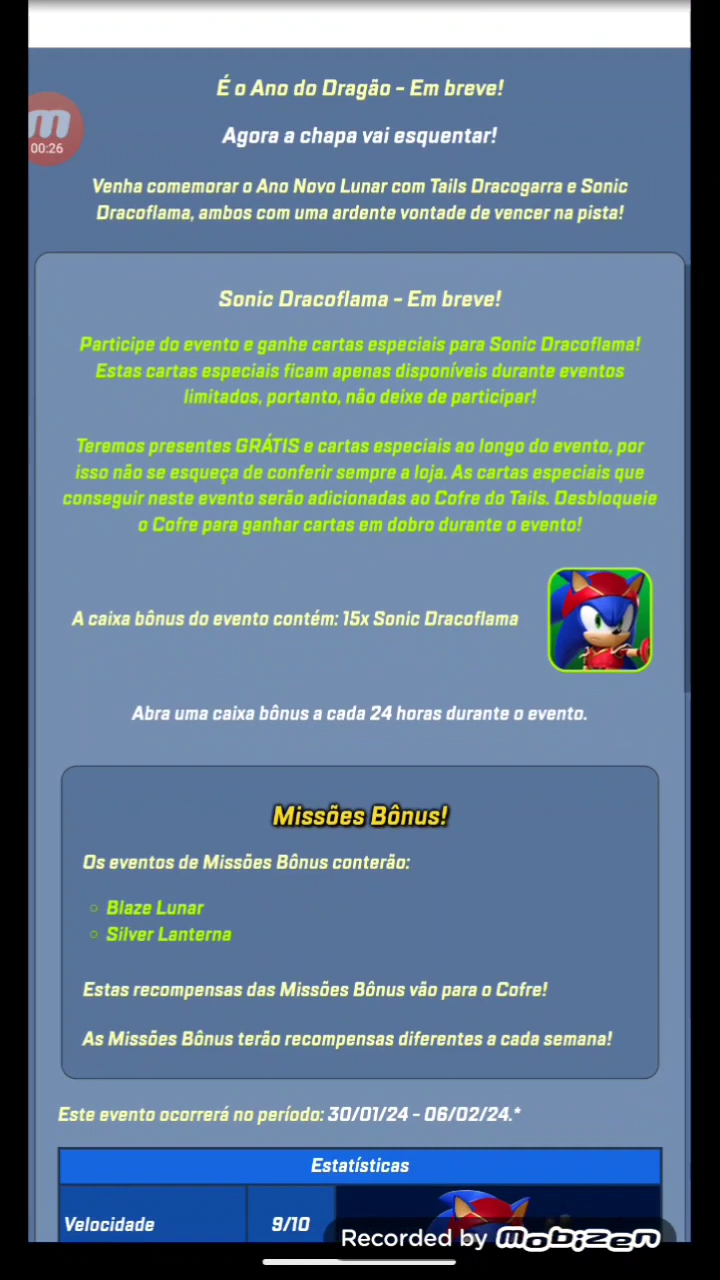 É o Ano do Dragão - Em breve!
m
00:26
Agora a chapa vai esquentar!
Venha comemorar o Ano Novo Lunar com Tails Dracogarra e Sonic
Dracoflama, ambos com uma ardente vontade de vencer na pista!
Sonic Dracoflama - Em breve!
Participe do evento e ganhe cartas especiais para Sonic Dracoflama!
Estas cartas especiais ficam apenas disponíveis durante eventos
limitados, portanto, não deixe de participar!
Teremos presentes GRÁTIS e cartas especiais ao longo do evento, por
isso não se esqueça de conferir sempre a loja. As cartas especiais que
conseguir neste evento serão adicionadas ao Cofre do Tails. Desbloqueie
o Cofre para ganhar cartas em dobro durante o evento!
A caixa bônus do evento contém: 15x Sonic Dracoflama
Abra uma caixa bônus a cada 24 horas durante o evento.
Missões Bônus!
Os eventos de Missões Bônus conterão:
Blaze Lunar
Silver Lanterna
Estas recompensas das Missões Bônus vão para o Cofre!
As Missões Bônus terão recompensas diferentes a cada semana!
Este evento ocorrerá no período: 30/01/24 - 06/02/24.*
Estatísticas
Velocidade 9/10
Recorded by Mobizen